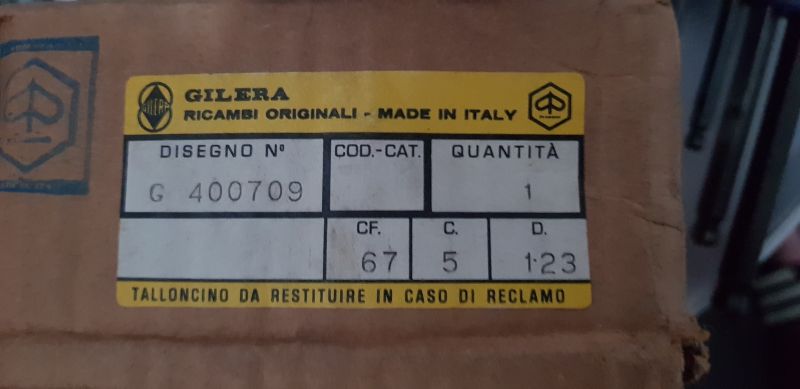 GILERA
GILERA
RICAMBI ORIGINALI - MADE IN ITALY
DISEGNO Nº
COD.-CAT.
QUANTITÀ
G 400709
1
CF.
C.
D.
67
5
1·23
TALLONCINO DA RESTITUIRE IN CASO DI RECLAMO